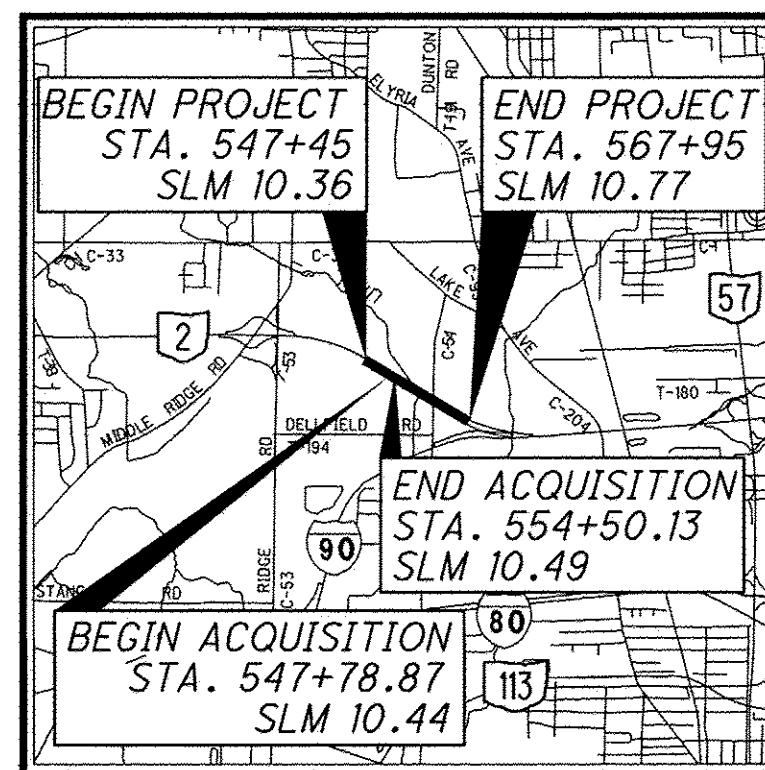 BEGIN PROJECT
STA. 547+45
SLM 10.36
END PROJECT
STA. 567+95
SLM 10.77
ELYRIA
AVE
DUNTON
RD
T-191
C-33
LAKE
AVE
C-54
C-204
57
2
C-53
MIDDLE RIDGE RD
T-180
DELLFIELD RD
T-194
RD
RIDGE
C-53
90
END ACQUISITION
STA. 554+50.13
SLM 10.49
STANG RD
80
113
BEGIN ACQUISITION
STA. 547+78.87
SLM 10.44